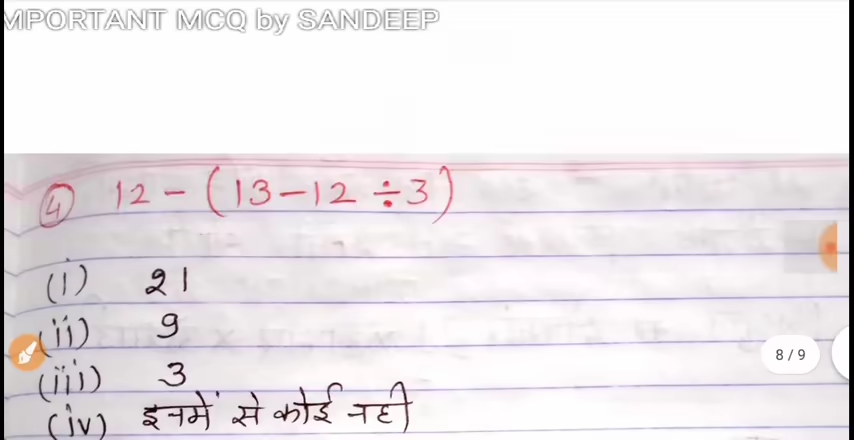 MPORTANT MCQ by SANDEEP
④ 12 - (13 - 12 ÷ 3)
(i) 21
(ii) 9
8 / 9
(iii) 3
(iv) इनमें से कोई नही